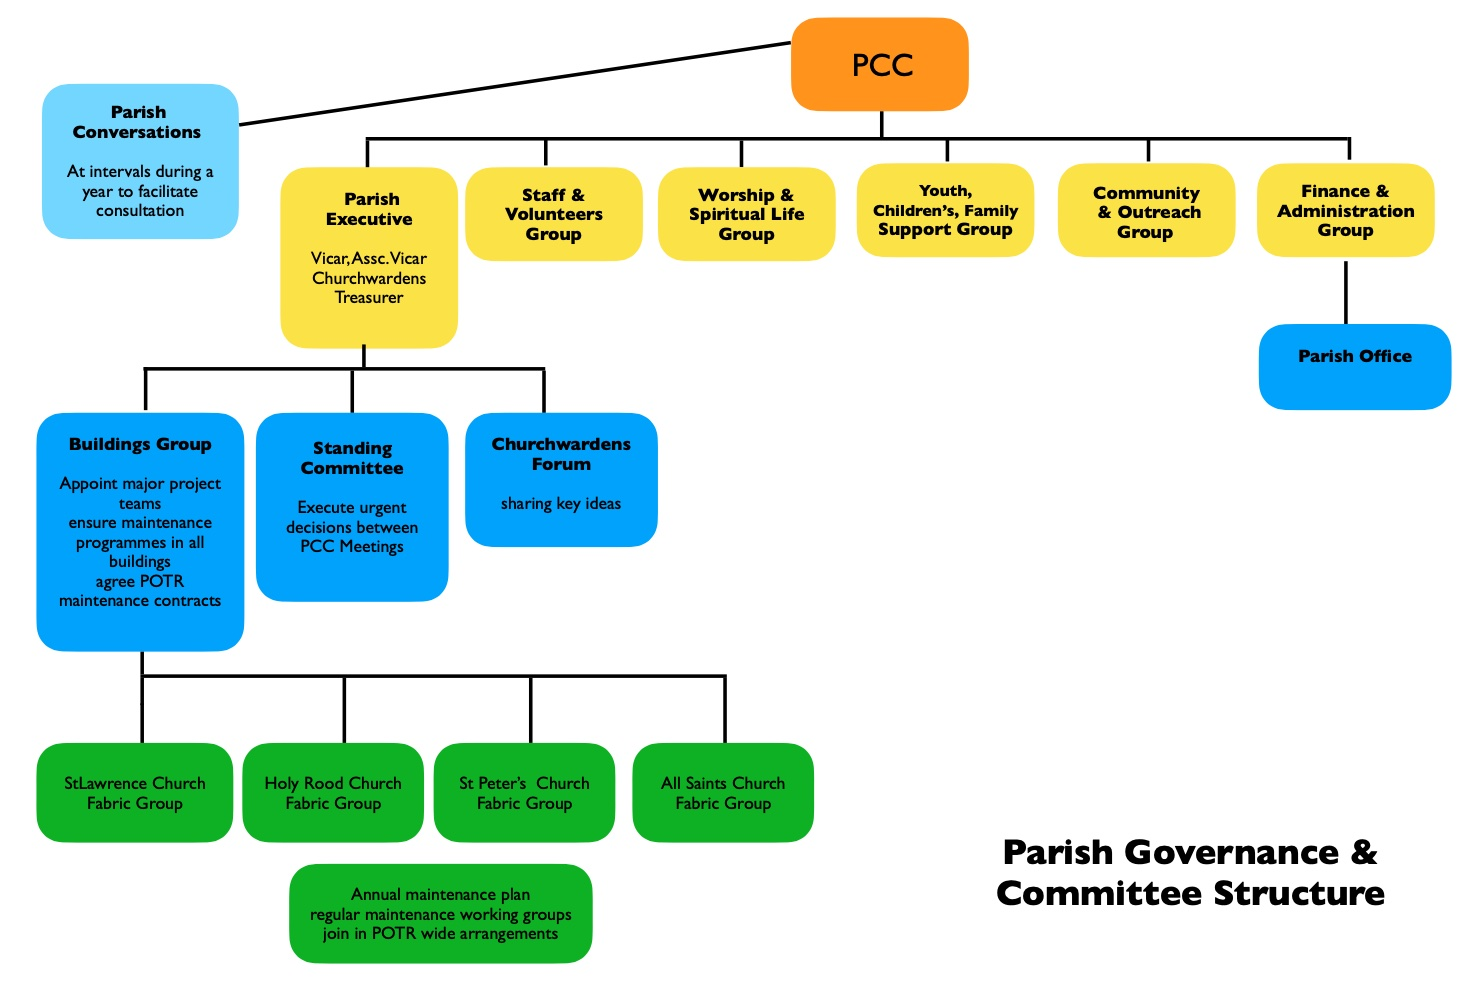 PCC
Parish
Conversations
At intervals during a
year to facilitate
consultation
Parish
Executive
Vicar, Assc. Vicar
Churchwardens
Treasurer
Staff &
Volunteers
Group
Worship &
Spiritual Life
Group
Youth,
Children's, Family
Support Group
Community
& Outreach
Group
Finance &
Administration
Group
Parish Office
Buildings Group
Appoint major project
teams
ensure maintenance
programmes in all
buildings
agree POTR
maintenance contracts
Standing
Committee
Execute urgent
decisions between
PCC Meetings
Churchwardens
Forum
sharing key ideas
StLawrence Church
Fabric Group
Holy Rood Church
Fabric Group
St Peter's Church
Fabric Group
All Saints Church
Fabric Group
Annual maintenance plan
regular maintenance working groups
join in POTR wide arrangements
Parish Governance &
Committee Structure